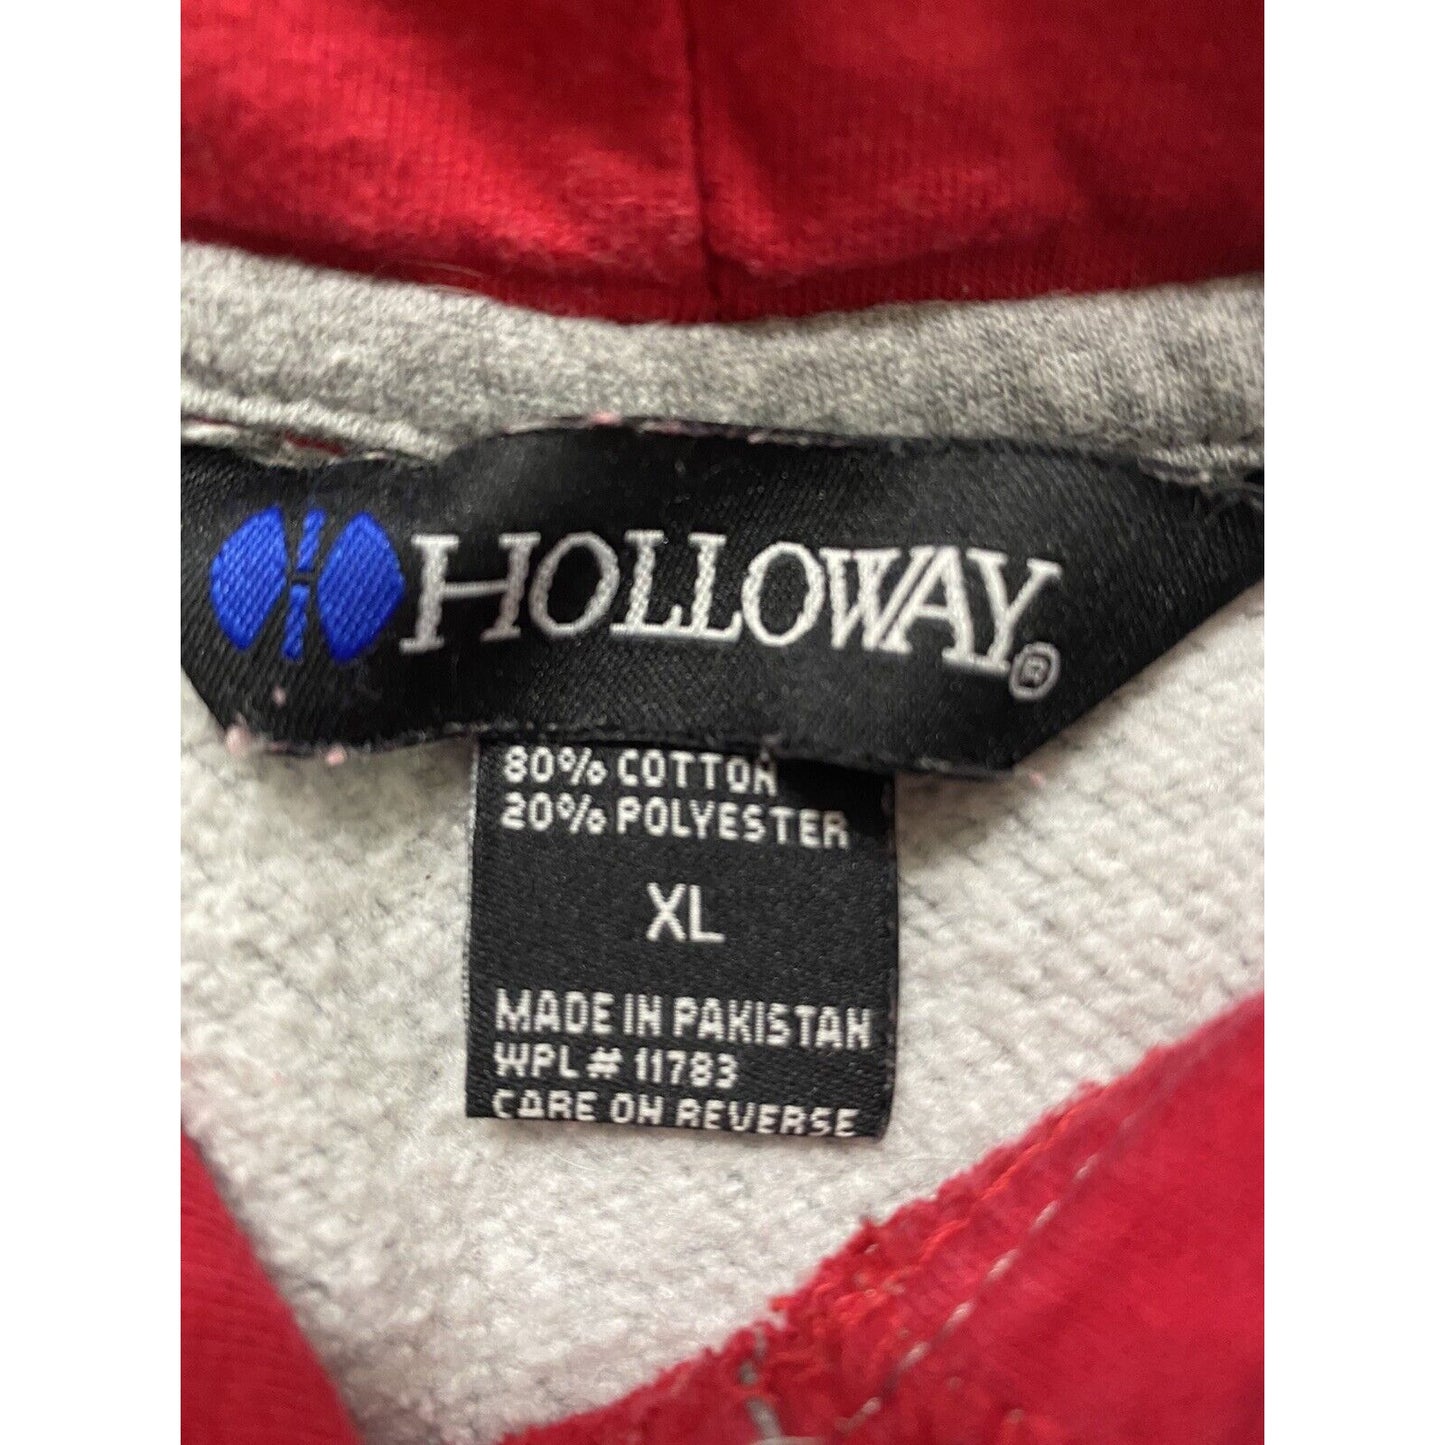 HOLLOWAY®
80% COTTON
20% POLYESTER
XL
MADE IN PAKISTAN
WPL # 11783
CARE ON REVERSE